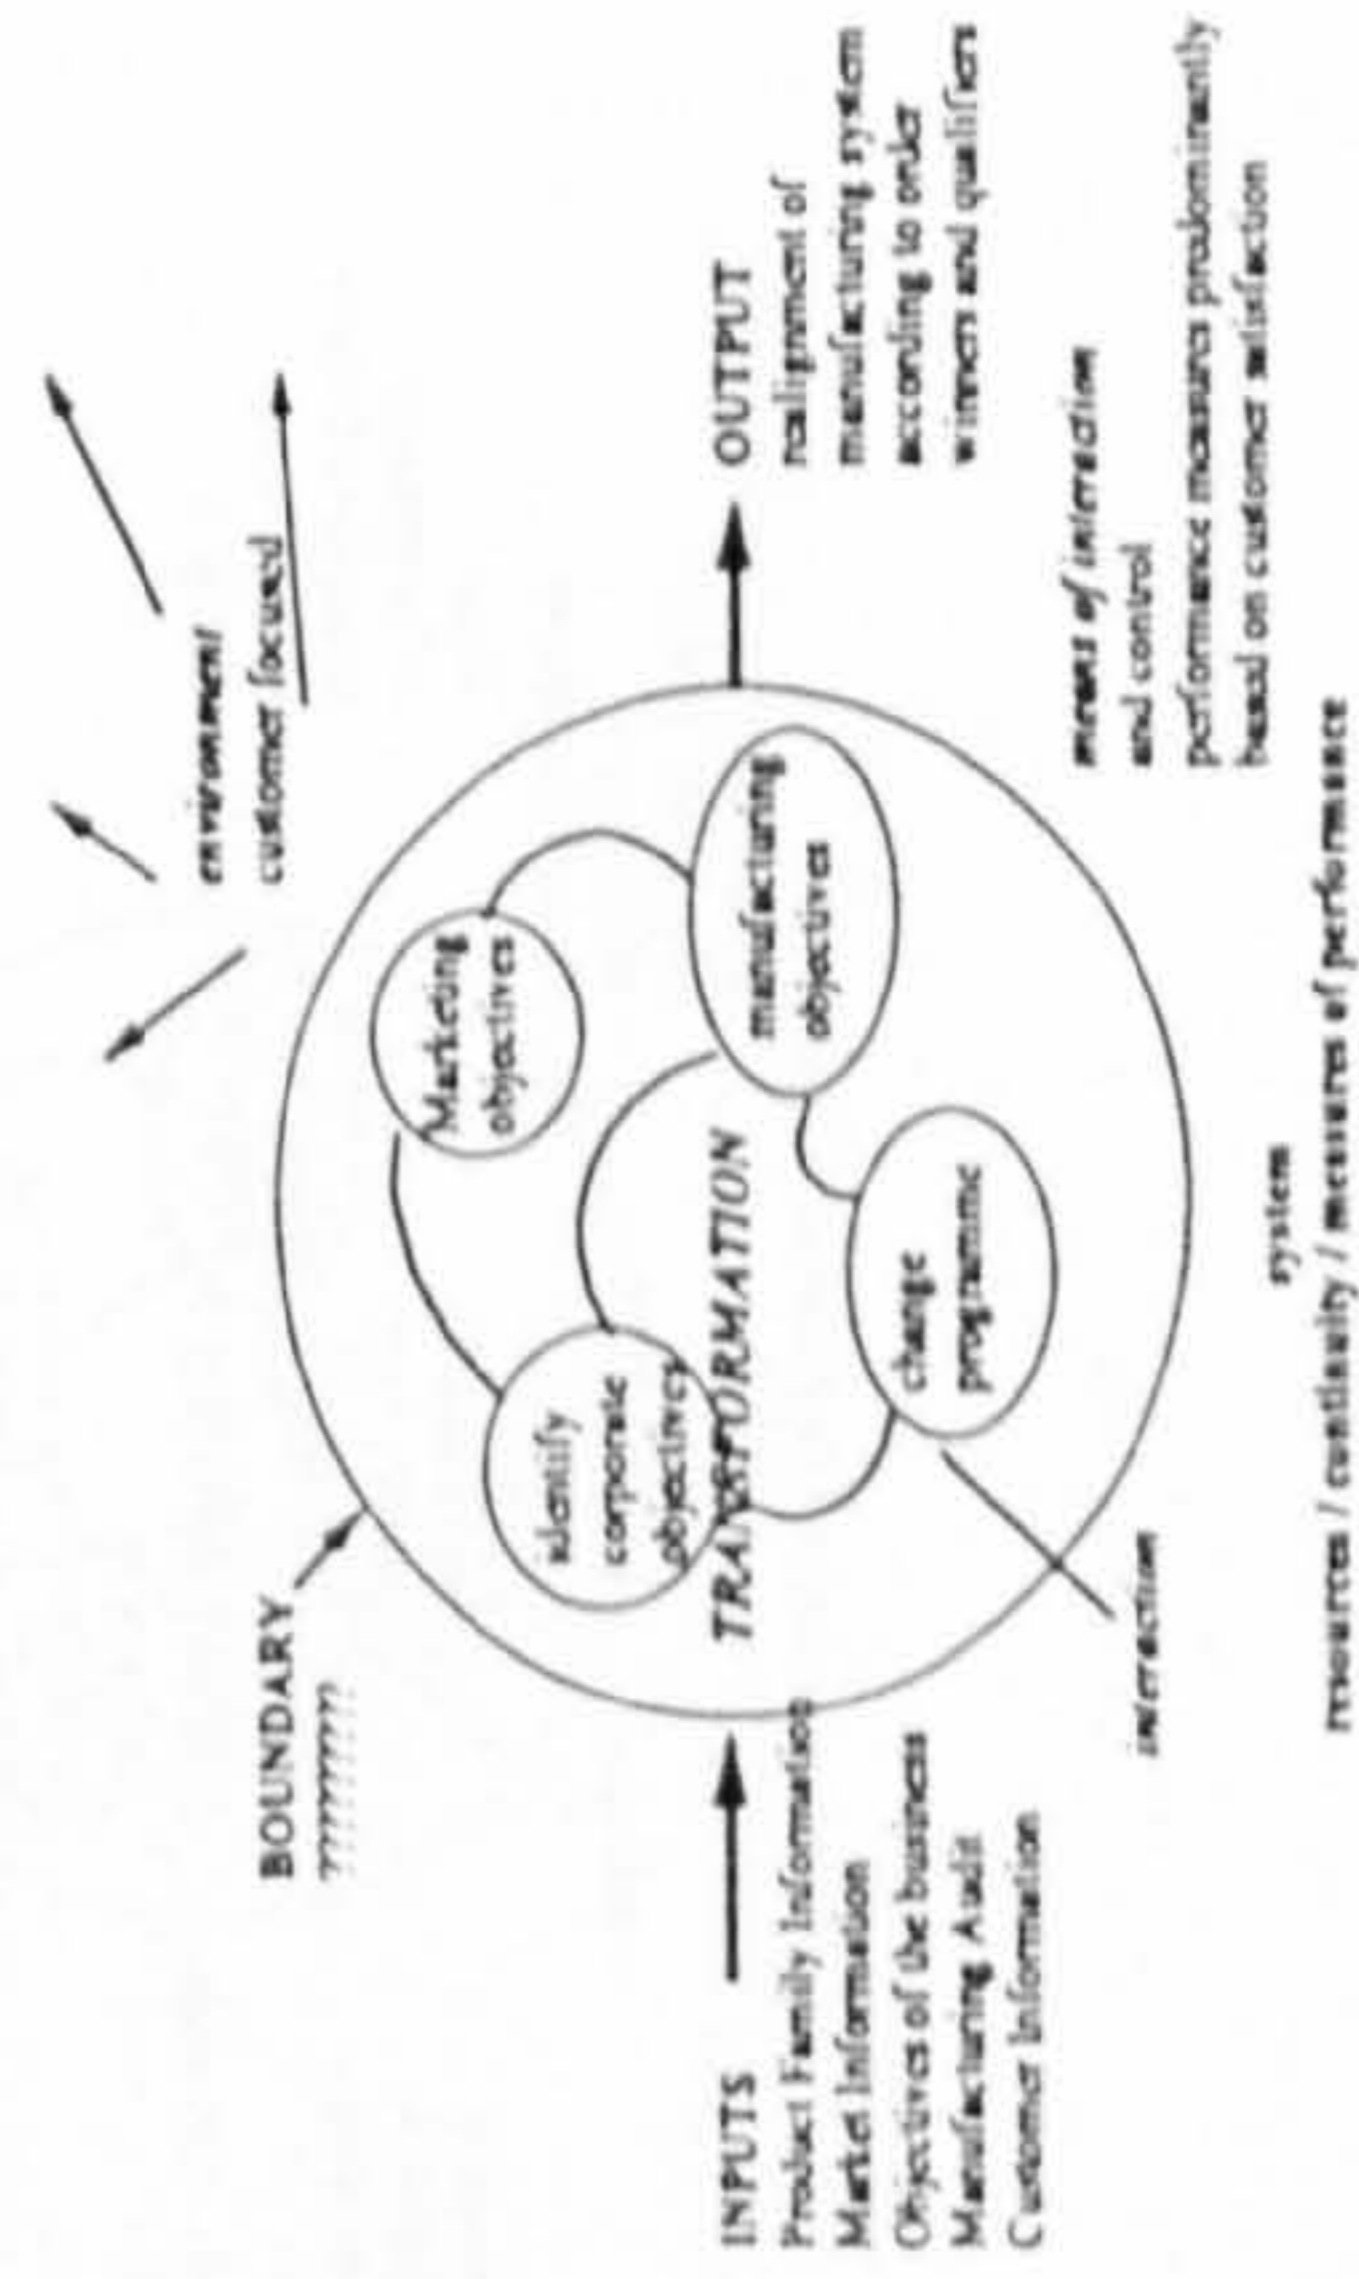 BOUNDARY
?????????
environment
customer focused
Marketing
objectives
identify
corporate
objectives
TRANSFORMATION
manufacturing
objectives
change
programme
INPUTS
Product Family Information
Market Information
Objectives of the business
Manufacturing Audit
Customer Information
OUTPUT
realignment of
manufacturing system
according to order
winners and qualifiers
interaction
means of interaction
and control
performance measures predominantly
based on customer satisfaction
system
resources / continuity / measures of performance